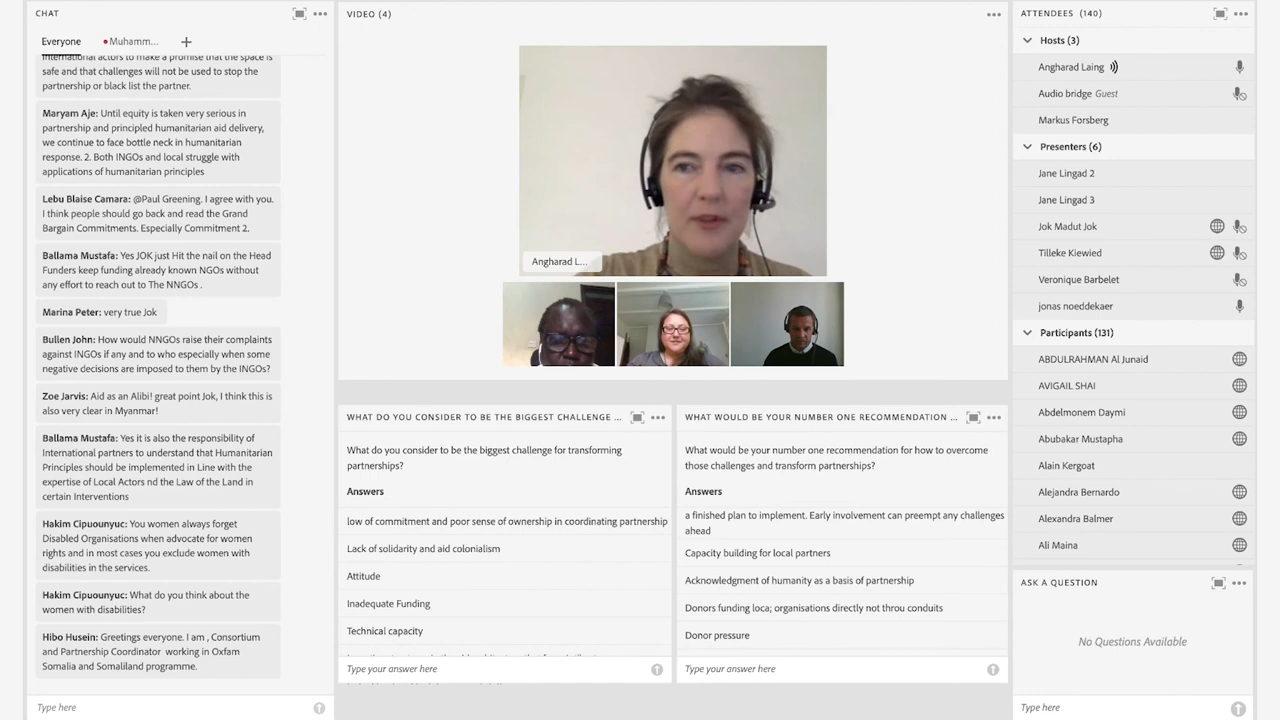 CHAT
Everyone
Muhamm...
international actors to make a promise that the space is
safe and that challenges will not be used to stop the
partnership or black list the partner.
Maryam Aje: Until equity is taken very serious in
partnership and principled humanitarian aid delivery,
we continue to face bottle neck in humanitarian
response. 2. Both INGOs and local struggle with
applications of humanitarian principles
Lebu Blaise Camara: @Paul Greening. I agree with you.
I think people should go back and read the Grand
Bargain Commitments. Especially Commitment 2.
Ballama Mustafa: Yes JOK just Hit the nail on the Head
Funders keep funding already known NGOs without
any effort to reach out to The NNGOs .
Marina Peter: very true Jok
Bullen John: How would NNGOs raise their complaints
against INGOs if any and to who especially when some
negative decisions are imposed to them by the INGOs?
Zoe Jarvis: Aid as an Alibi! great point Jok, I think this is
also very clear in Myanmar!
Ballama Mustafa: Yes it is also the responsibility of
International partners to understand that Humanitarian
Principles should be implemented in Line with the
expertise of Local Actors nd the Law of the Land in
certain Interventions
Hakim Cipuounyuc: You women always forget
Disabled Organisations when advocate for women
rights and in most cases you exclude women with
disabilities in the services.
Hakim Cipuounyuc: What do you think about the
women with disabilities?
Hibo Husein: Greetings everyone. I am , Consortium
and Partnership Coordinator working in Oxfam
Somalia and Somaliland programme.
Type here
VIDEO (4)
Angharad L...
WHAT DO YOU CONSIDER TO BE THE BIGGEST CHALLENGE ...
What do you consider to be the biggest challenge for transforming
partnerships?
Answers
low of commitment and poor sense of ownership in coordinating partnership
Lack of solidarity and aid colonialism
Attitude
Inadequate Funding
Technical capacity
Type your answer here
WHAT WOULD BE YOUR NUMBER ONE RECOMMENDATION ...
What would be your number one recommendation for how to overcome
those challenges and transform partnerships?
Answers
a finished plan to implement. Early involvement can preempt any challenges
ahead
Capacity building for local partners
Acknowledgment of humanity as a basis of partnership
Donors funding loca; organisations directly not throu conduits
Donor pressure
Type your answer here
ATTENDEES (140)
Hosts (3)
Angharad Laing
Audio bridge Guest
Markus Forsberg
Presenters (6)
Jane Lingad 2
Jane Lingad 3
Jok Madut Jok
Tilleke Kiewied
Veronique Barbelet
jonas noeddekaer
Participants (131)
ABDULRAHMAN Al Junaid
AVIGAIL SHAI
Abdelmonem Daymi
Abubakar Mustapha
Alain Kergoat
Alejandra Bernardo
Alexandra Balmer
Ali Maina
ASK A QUESTION
No Questions Available
Type here